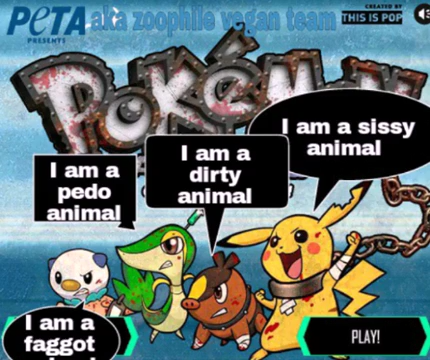 PeTA aka zoophile vegan team
PRESENTS
CREATED BY
THIS IS POP
POKéMON
I am a sissy
animal
I am a
dirty
animal
I am a
pedo
animal
I am a
faggot
PLAY!